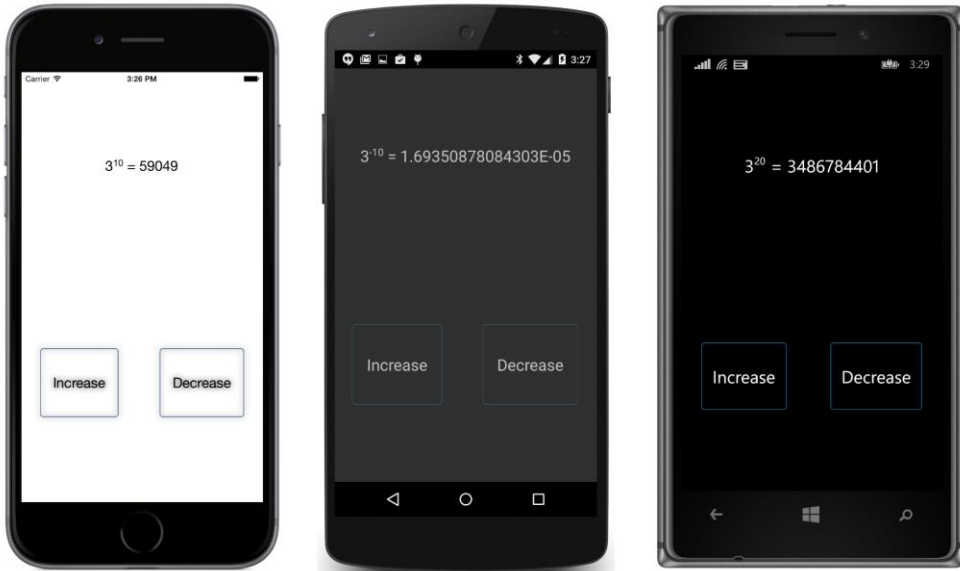 Carrier 3:26 PM
3¹⁰ = 59049
Increase Decrease
3:27
3⁻¹⁰ = 1.69350878084303E-05
Increase Decrease
3:29
3²⁰ = 3486784401
Increase Decrease